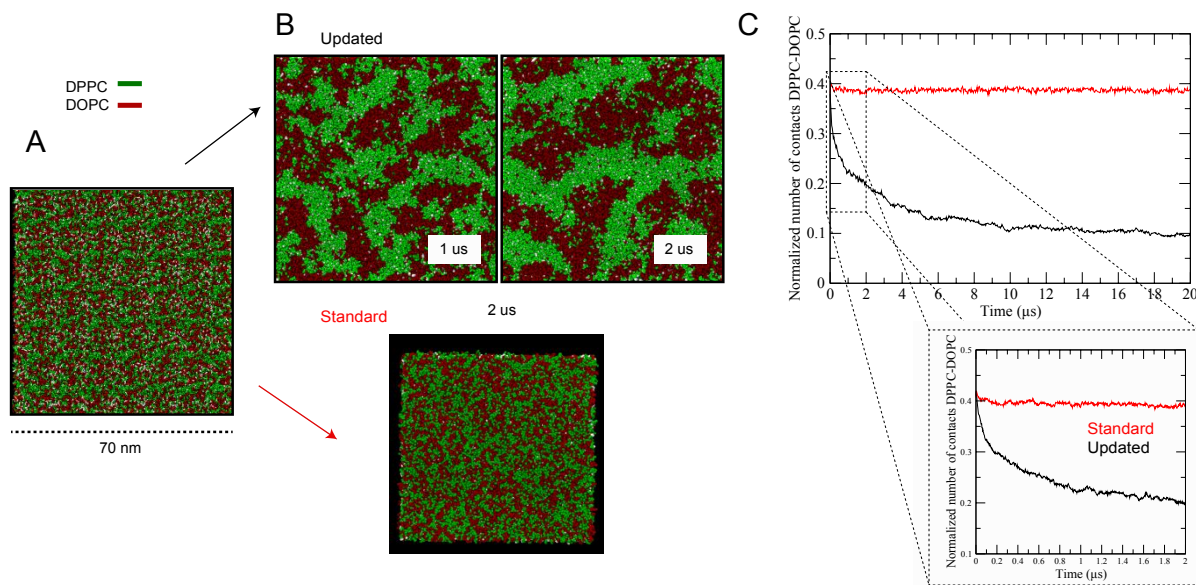 A
DPPC
DOPC
70 nm
B
Updated
1 us
2 us
Standard
2 us
C
Normalized number of contacts DPPC-DOPC
0.5
0.4
0.3
0.2
0.1
0
0 2 4 6 8 10 12 14 16 18 20
Time (μs)
Normalized number of contacts DPPC-DOPC
0.5
0.4
0.3
0.2
0.1
Standard
Updated
0 0.2 0.4 0.6 0.8 1 1.2 1.4 1.6 1.8 2
Time (μs)